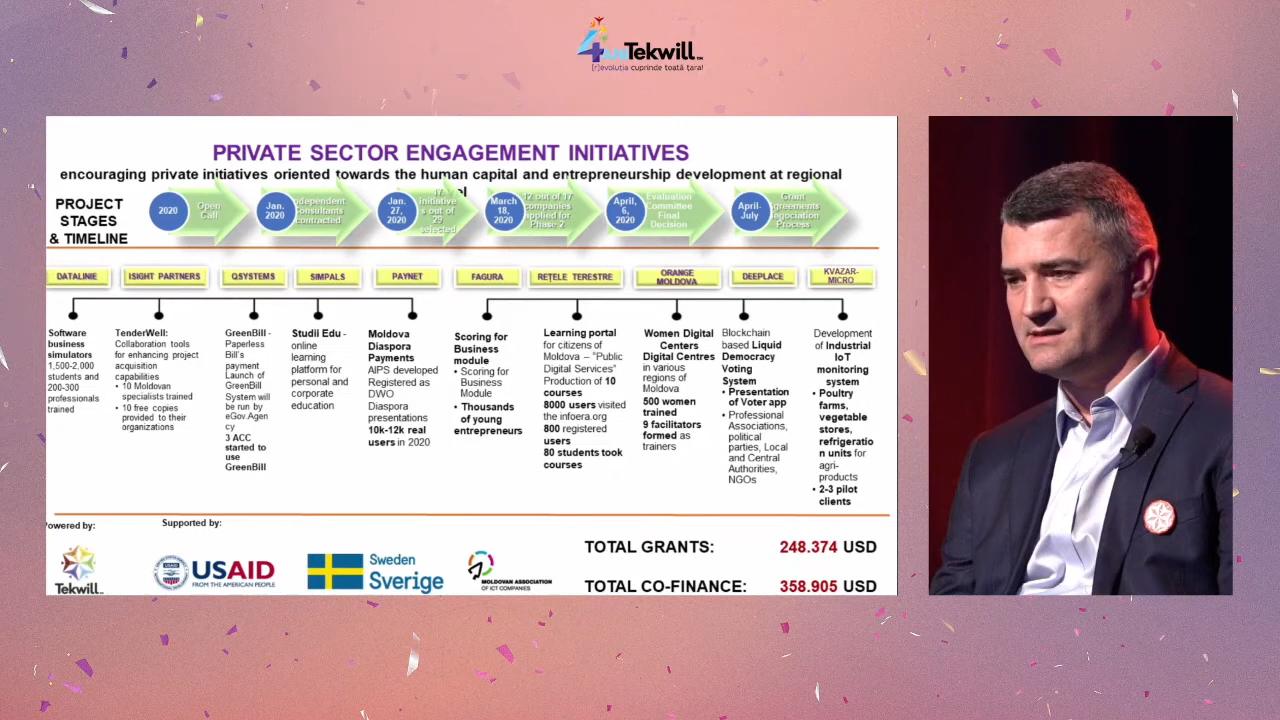 4 ANI Tekwill
[r]evoluția cuprinde toată țara!
PRIVATE SECTOR ENGAGEMENT INITIATIVES
encouraging private initiatives oriented towards the human capital and entrepreneurship development at regional
PROJECT
STAGES
& TIMELINE
2020
Open
Call
Jan.
2020
Consultants
contracted
Jan.
27,
2020
17
initiative
s out of
29
selected
March
18,
2020
12 out of 17
companies
applied for
Phase 2
April,
6,
2020
Evaluation
Committee
Final
Decision
April-
July
Grant
Process
DATALINIE
ISIGHT PARTNERS
QSYSTEMS
SIMPALS
PAYNET
FAGURA
REȚELE TERESTRE
ORANGE
MOLDOVA
DEEPLACE
KVAZAR-
MICRO
Software
business
simulators
1,500-2,000
students and
200-300
professionals
trained
TenderWell:
Collaboration tools
for enhancing project
acquisition
capabilities
• 10 Moldovan
specialists trained
• 10 free copies
provided to their
organizations
GreenBill -
Paperless
Bill's
payment
Launch of
GreenBill
System will
be run by
eGov.Agen
cy
3 ACC
started to
use
GreenBill
Studii Edu -
online
learning
platform for
personal and
corporate
education
Moldova
Diaspora
Payments
AIPS developed
Registered as
DWO
Diaspora
presentations
10k-12k real
users in 2020
Scoring for
Business
module
• Scoring for
Business
Module
• Thousands
of young
entrepreneurs
Learning portal
for citizens of
Moldova – "Public
Digital Services"
Production of 10
courses
8000 users visited
the infoera.org
800 registered
users
80 students took
courses
Women Digital
Centers
Digital Centres
in various
regions of
Moldova
500 women
trained
9 facilitators
formed as
trainers
Blockchain
based Liquid
Democracy
Voting
System
• Presentation
of Voter app
• Professional
Associations,
political
parties, Local
and Central
Authorities,
NGOs
Development
of Industrial
IoT
monitoring
system
• Poultry
farms,
vegetable
stores,
refrigeratio
n units for
agri-
products
• 2-3 pilot
clients
owered by:
Supported by:
Tekwill
USAID
FROM THE AMERICAN PEOPLE
Sweden
Sverige
MOLDOVAN ASSOCIATION
OF ICT COMPANIES
TOTAL GRANTS: 248.374 USD
TOTAL CO-FINANCE: 358.905 USD